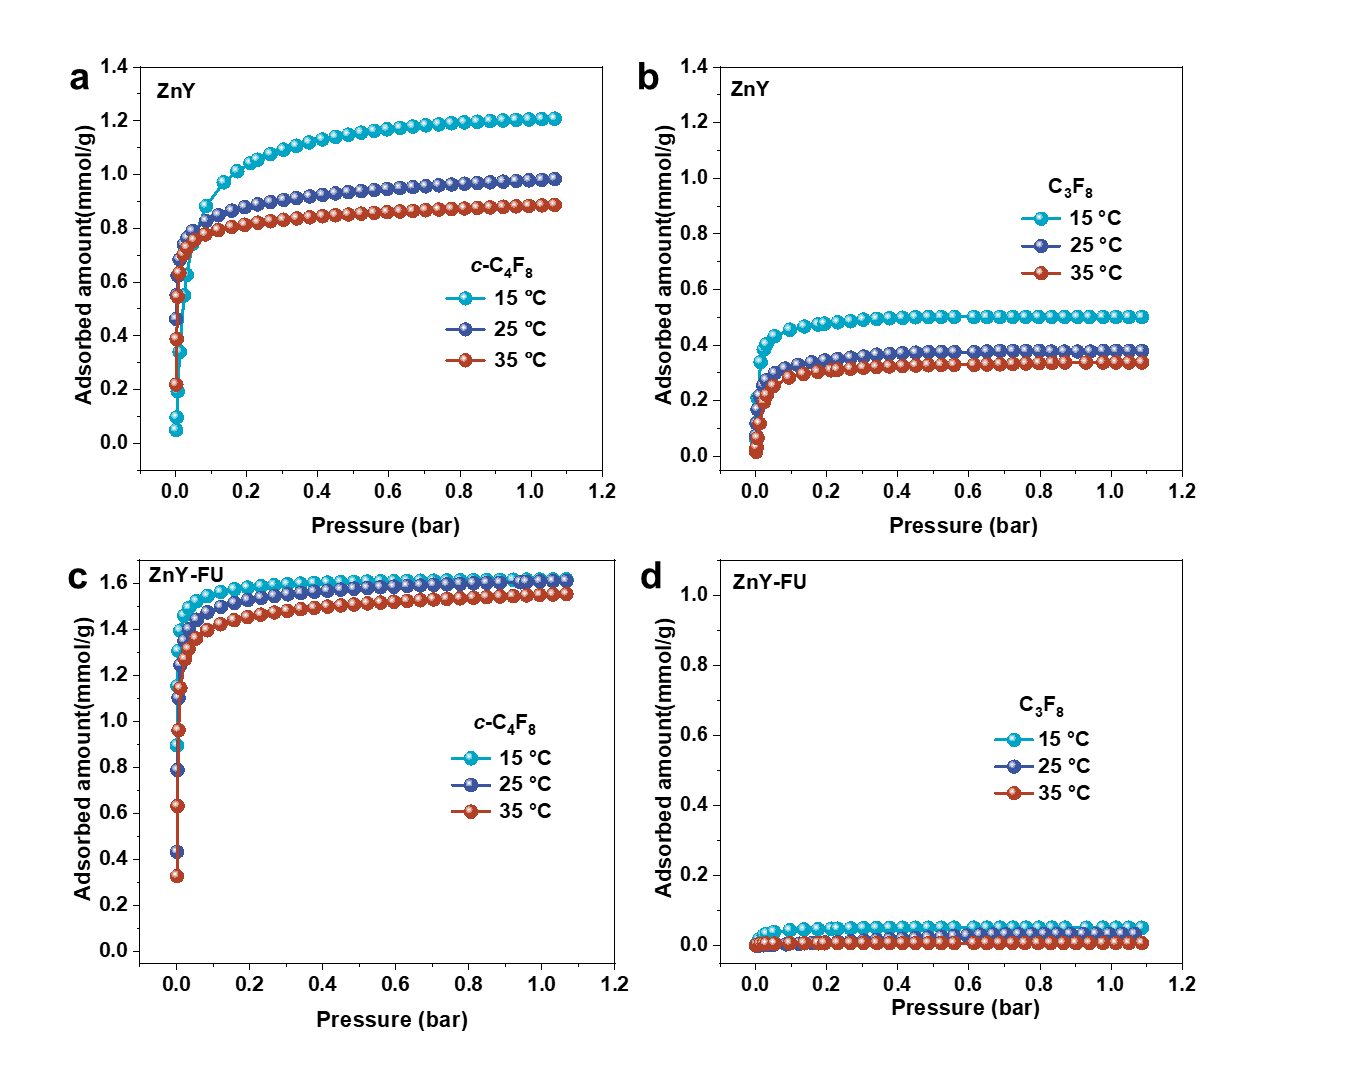 a
ZnY
1.4
1.2
1.0
0.8
0.6
0.4
0.2
0.0
Adsorbed amount(mmol/g)
c-C4F8
15 ºC
25 ºC
35 ºC
0.0 0.2 0.4 0.6 0.8 1.0 1.2
Pressure (bar)
b
ZnY
1.4
1.2
1.0
0.8
0.6
0.4
0.2
0.0
Adsorbed amount(mmol/g)
C3F8
15 °C
25 °C
35 °C
0.0 0.2 0.4 0.6 0.8 1.0 1.2
Pressure (bar)
c
ZnY-FU
1.6
1.4
1.2
1.0
0.8
0.6
0.4
0.2
0.0
Adsorbed amount(mmol/g)
c-C4F8
15 °C
25 °C
35 °C
0.0 0.2 0.4 0.6 0.8 1.0 1.2
Pressure (bar)
d
ZnY-FU
1.0
0.8
0.6
0.4
0.2
0.0
Adsorbed amount(mmol/g)
C3F8
15 °C
25 °C
35 °C
0.0 0.2 0.4 0.6 0.8 1.0 1.2
Pressure (bar)